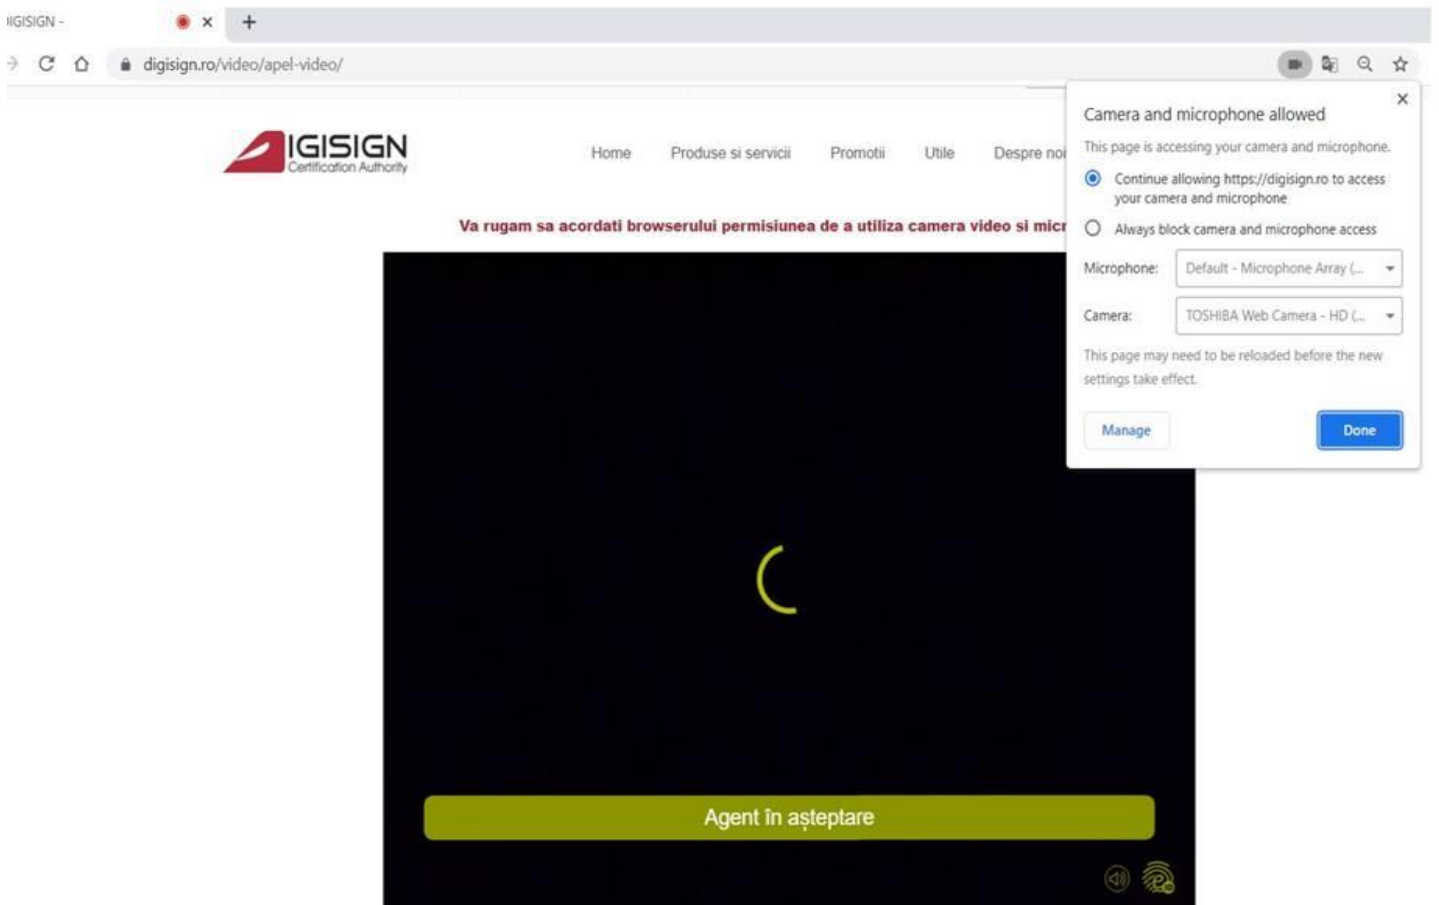 IGISIGN -
digisign.ro/video/apel-video/
IGISIGN
Certification Authority
Home Produse si servicii Promotii Utile Despre noi
Va rugam sa acordati browserului permisiunea de a utiliza camera video si micr
Camera and microphone allowed
This page is accessing your camera and microphone.
Continue allowing https://digisign.ro to access
your camera and microphone
Always block camera and microphone access
Microphone: Default - Microphone Array (...
Camera: TOSHIBA Web Camera - HD (...
This page may need to be reloaded before the new
settings take effect.
Manage Done
Agent în așteptare